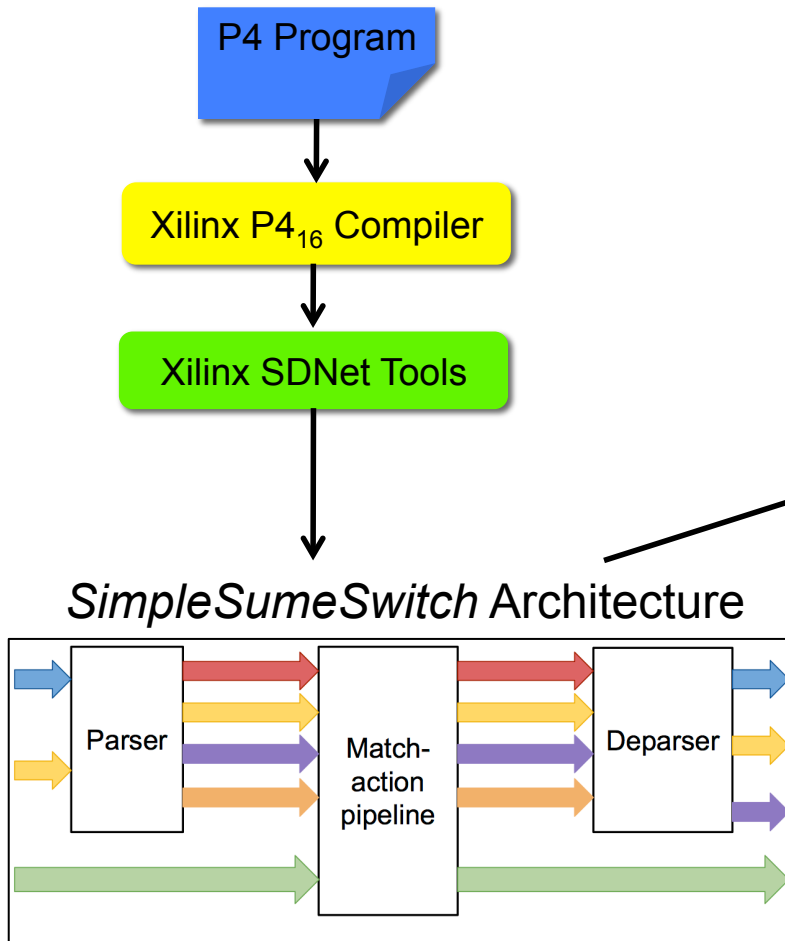 P4 Program
Xilinx P4₁₆ Compiler
Xilinx SDNet Tools
SimpleSumeSwitch Architecture
Parser
Match-
action
pipeline
Deparser